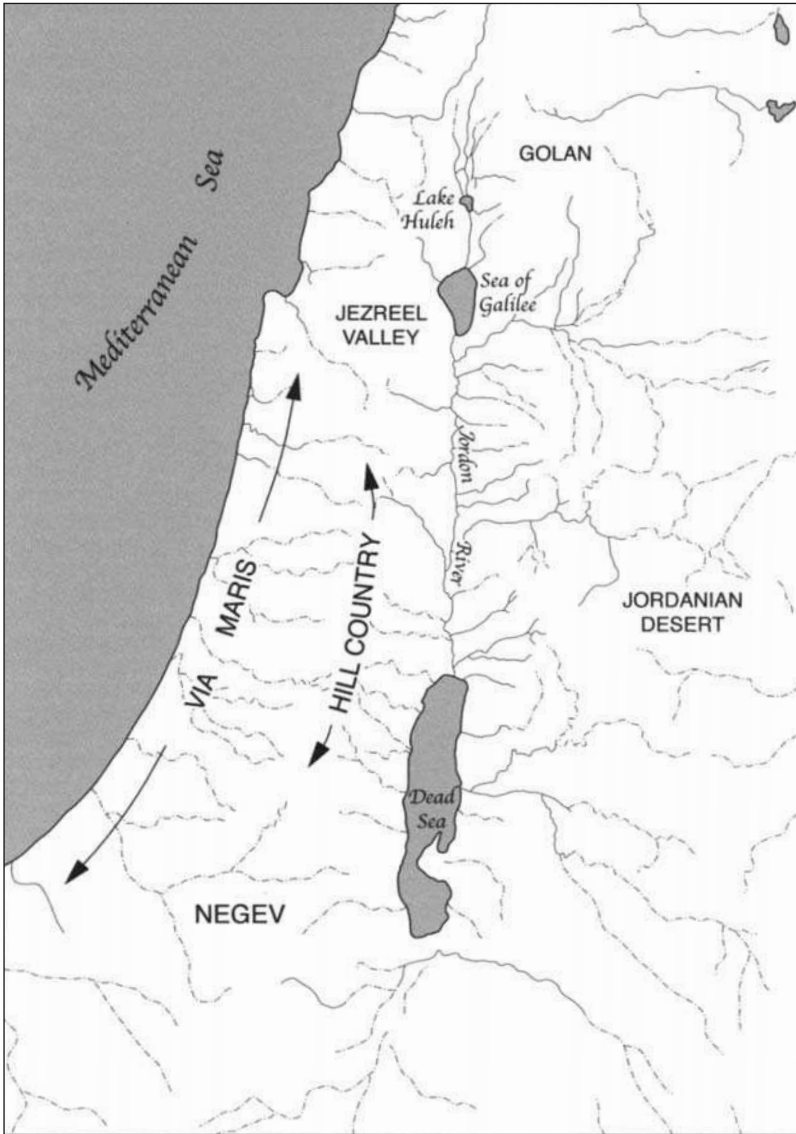 Mediterranean Sea
GOLAN
Lake
Huleh
Sea of
Galilee
JEZREEL
VALLEY
Jordon River
VIA MARIS
HILL COUNTRY
JORDANIAN
DESERT
Dead
Sea
NEGEV